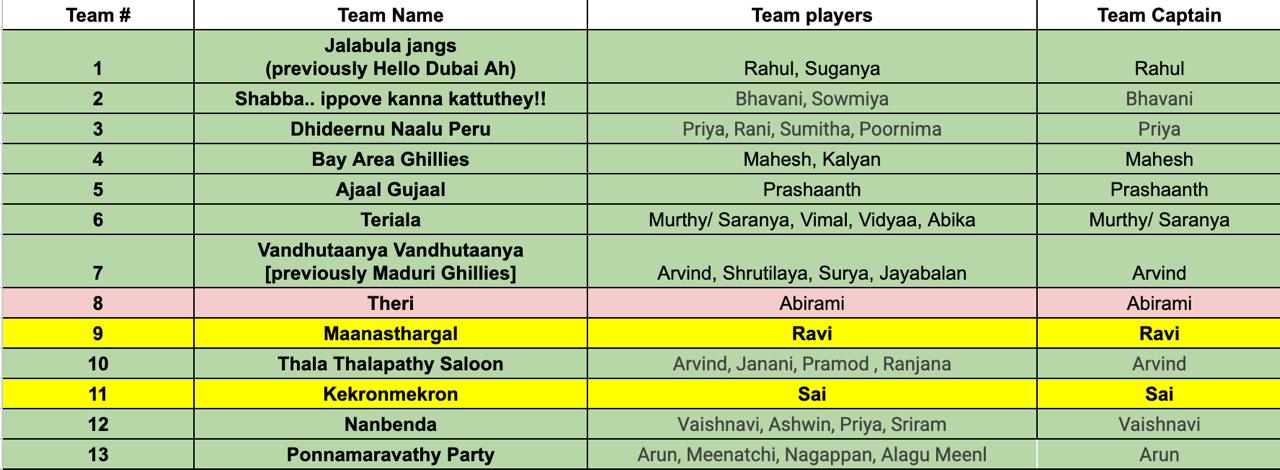 Team # Team Name Team players Team Captain
Jalabula jangs
1 (previously Hello Dubai Ah) Rahul, Suganya Rahul
2 Shabba.. ippove kanna kattuthey!! Bhavani, Sowmiya Bhavani
3 Dhideernu Naalu Peru Priya, Rani, Sumitha, Poornima Priya
4 Bay Area Ghillies Mahesh, Kalyan Mahesh
5 Ajaal Gujaal Prashaanth Prashaanth
6 Teriala Murthy/ Saranya, Vimal, Vidyaa, Abika Murthy/ Saranya
Vandhutaanya Vandhutaanya
7 [previously Maduri Ghillies] Arvind, Shrutilaya, Surya, Jayabalan Arvind
8 Theri Abirami Abirami
9 Maanasthargal Ravi Ravi
10 Thala Thalapathy Saloon Arvind, Janani, Pramod , Ranjana Arvind
11 Kekronmekron Sai Sai
12 Nanbenda Vaishnavi, Ashwin, Priya, Sriram Vaishnavi
13 Ponnamaravathy Party Arun, Meenatchi, Nagappan, Alagu Meenl Arun